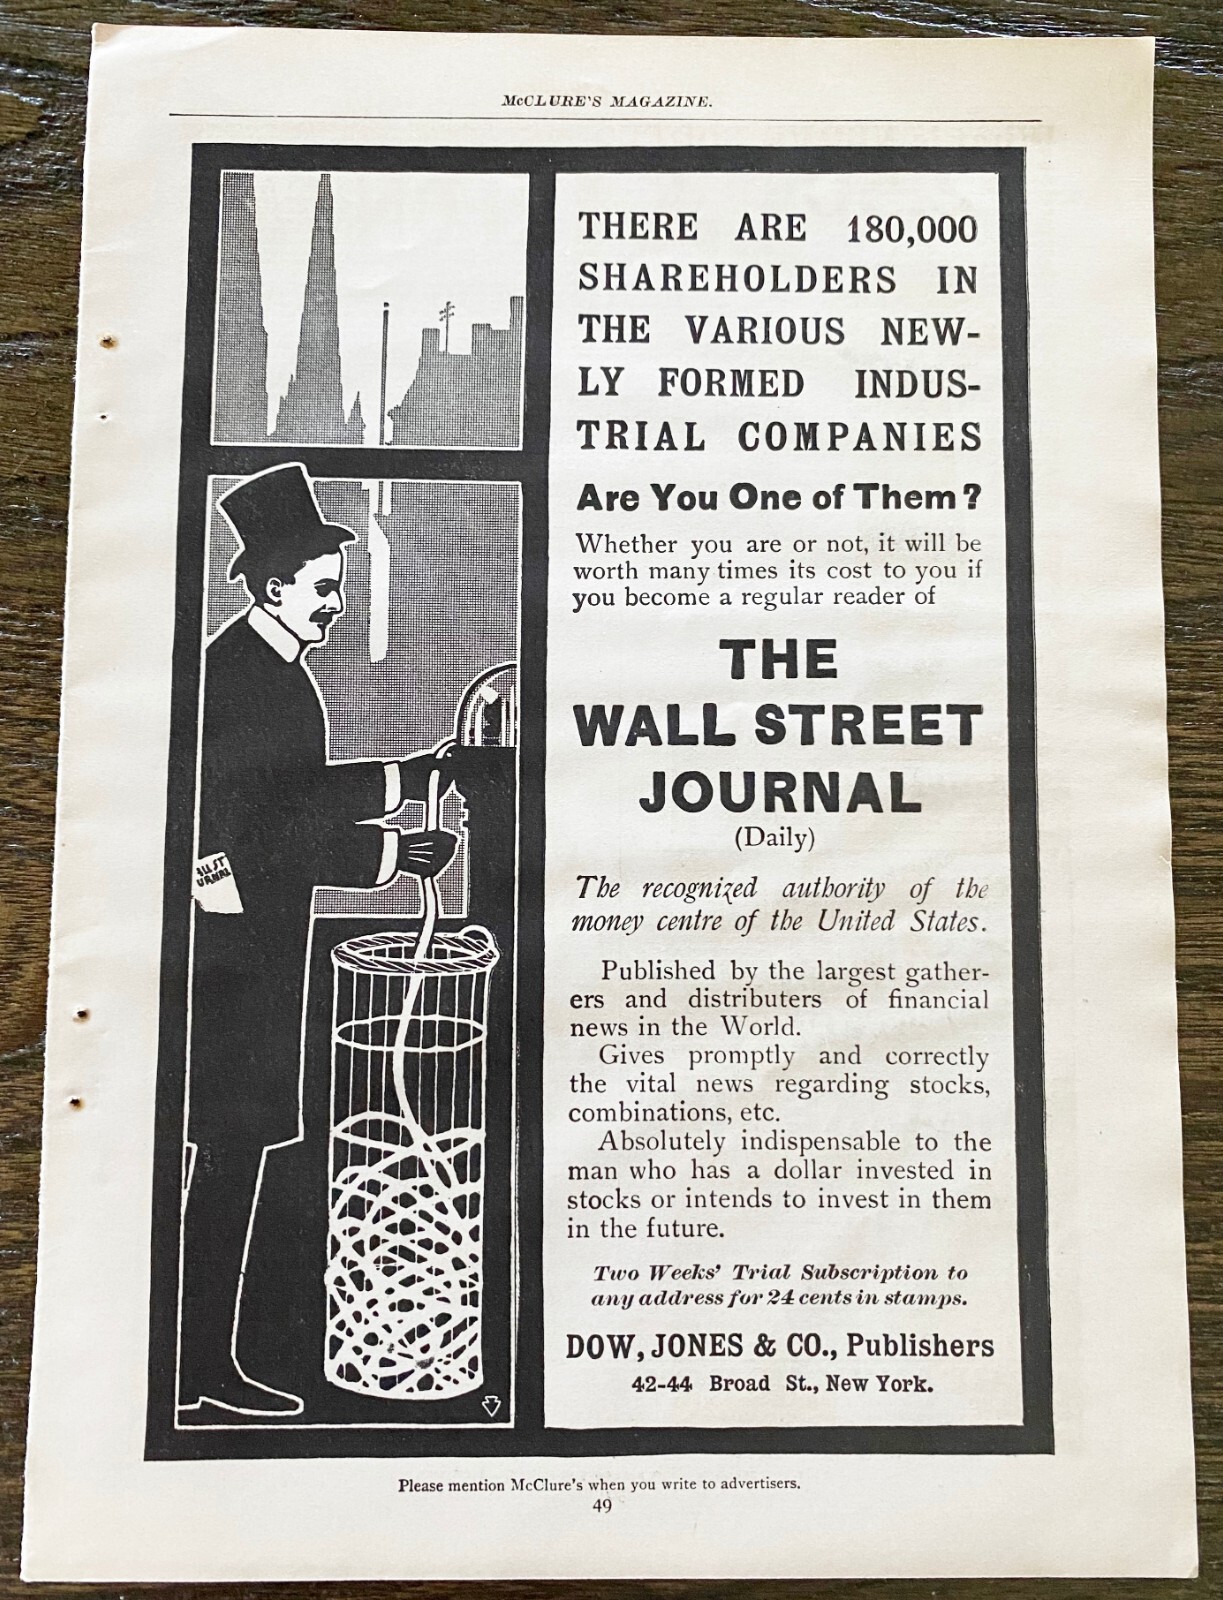 McCLURE'S MAGAZINE.
THERE ARE 180,000
SHAREHOLDERS IN
THE VARIOUS NEW-
LY FORMED INDUS-
TRIAL COMPANIES
Are You One of Them?
Whether you are or not, it will be
worth many times its cost to you if
you become a regular reader of
THE
WALL STREET
JOURNAL
(Daily)
The recognized authority of the
money centre of the United States.
Published by the largest gather-
ers and distributers of financial
news in the World.
Gives promptly and correctly
the vital news regarding stocks,
combinations, etc.
Absolutely indispensable to the
man who has a dollar invested in
stocks or intends to invest in them
in the future.
Two Weeks' Trial Subscription to
any address for 24 cents in stamps.
DOW, JONES & CO., Publishers
42-44 Broad St., New York.
Please mention McClure's when you write to advertisers.
49